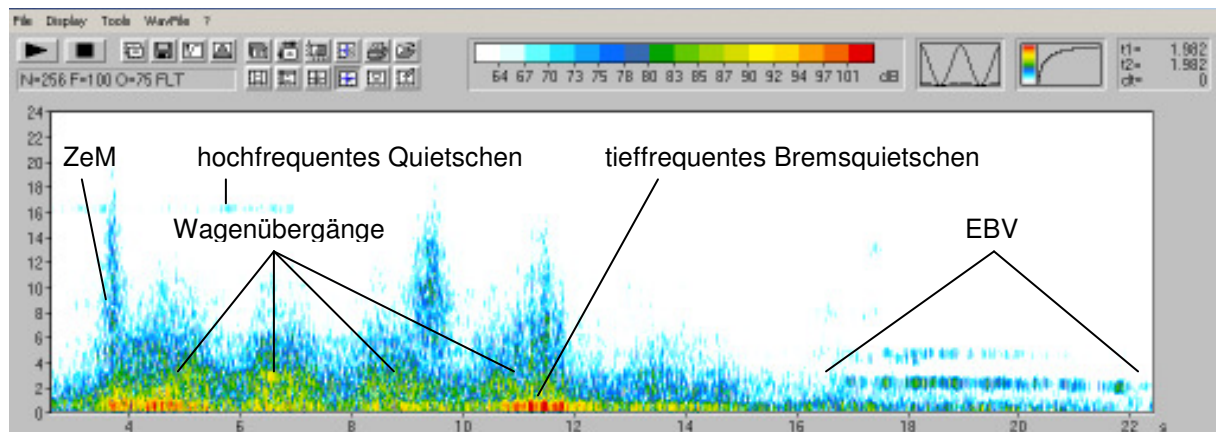 File Display Tools WavFile ?
N=256 F=100 O=75 FLT
64 67 70 73 75 78 80 83 85 87 90 92 94 97 101 dB
t1= 1.982
t2= 1.982
dt= 0
24
22
20
18
16
14
12
10
8
6
4
2
0
ZeM
hochfrequentes Quietschen
tieffrequentes Bremsquietschen
Wagenübergänge
EBV
4 6 8 10 12 14 16 18 20 22 s